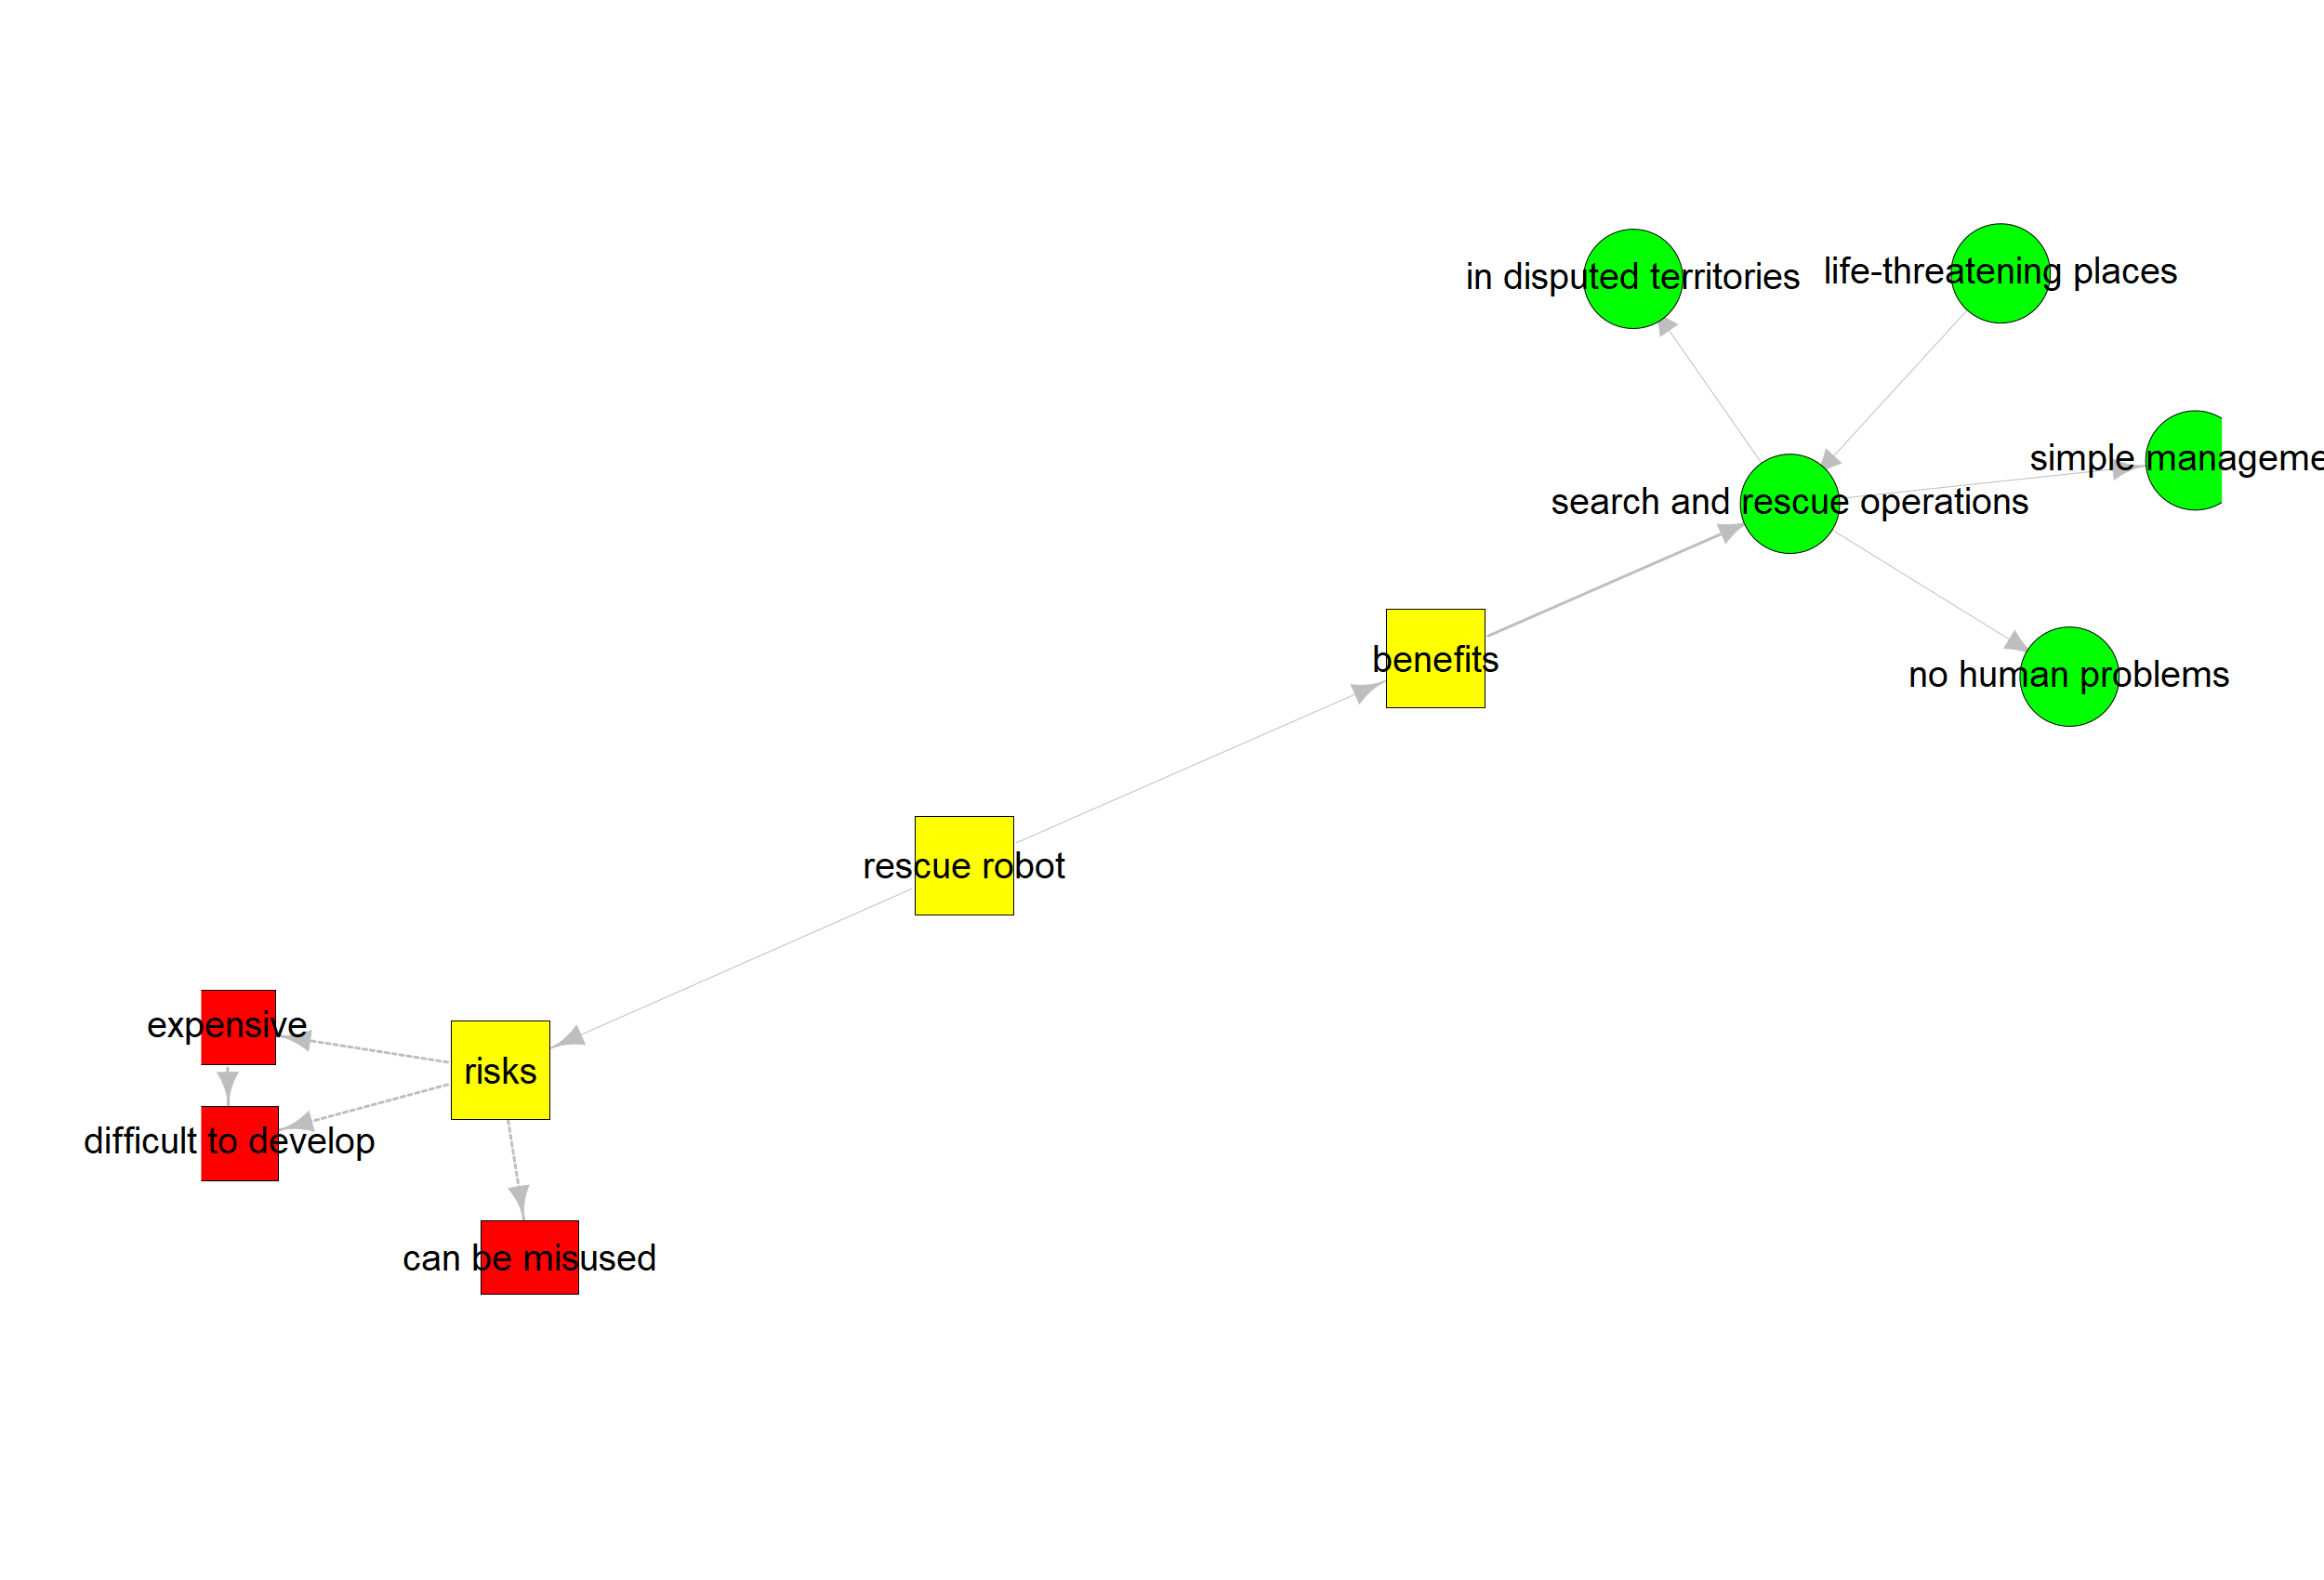 in disputed territories
life-threatening places
simple manageme
search and rescue operations
benefits
no human problems
rescue robot
expensive
risks
difficult to develop
can be misused